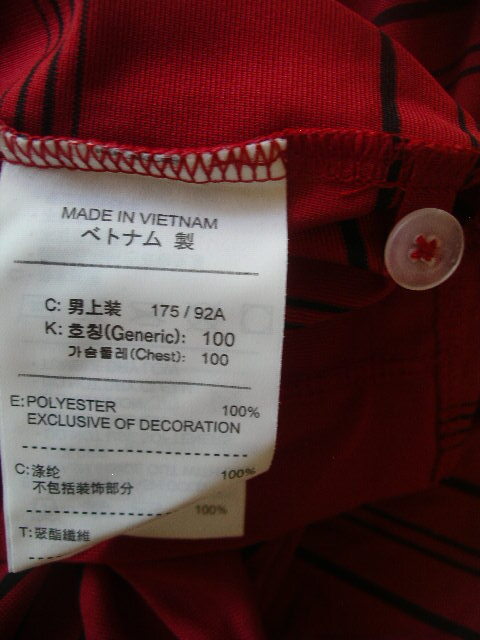 MADE IN VIETNAM
ベトナム 製
C: 男上装 175 / 92A
K: 호칭(Generic): 100
가슴둘레(Chest): 100
E: POLYESTER 100%
EXCLUSIVE OF DECORATION
C: 涤纶 100%
不包括装饰部分
100%
T: 聚酯纖維